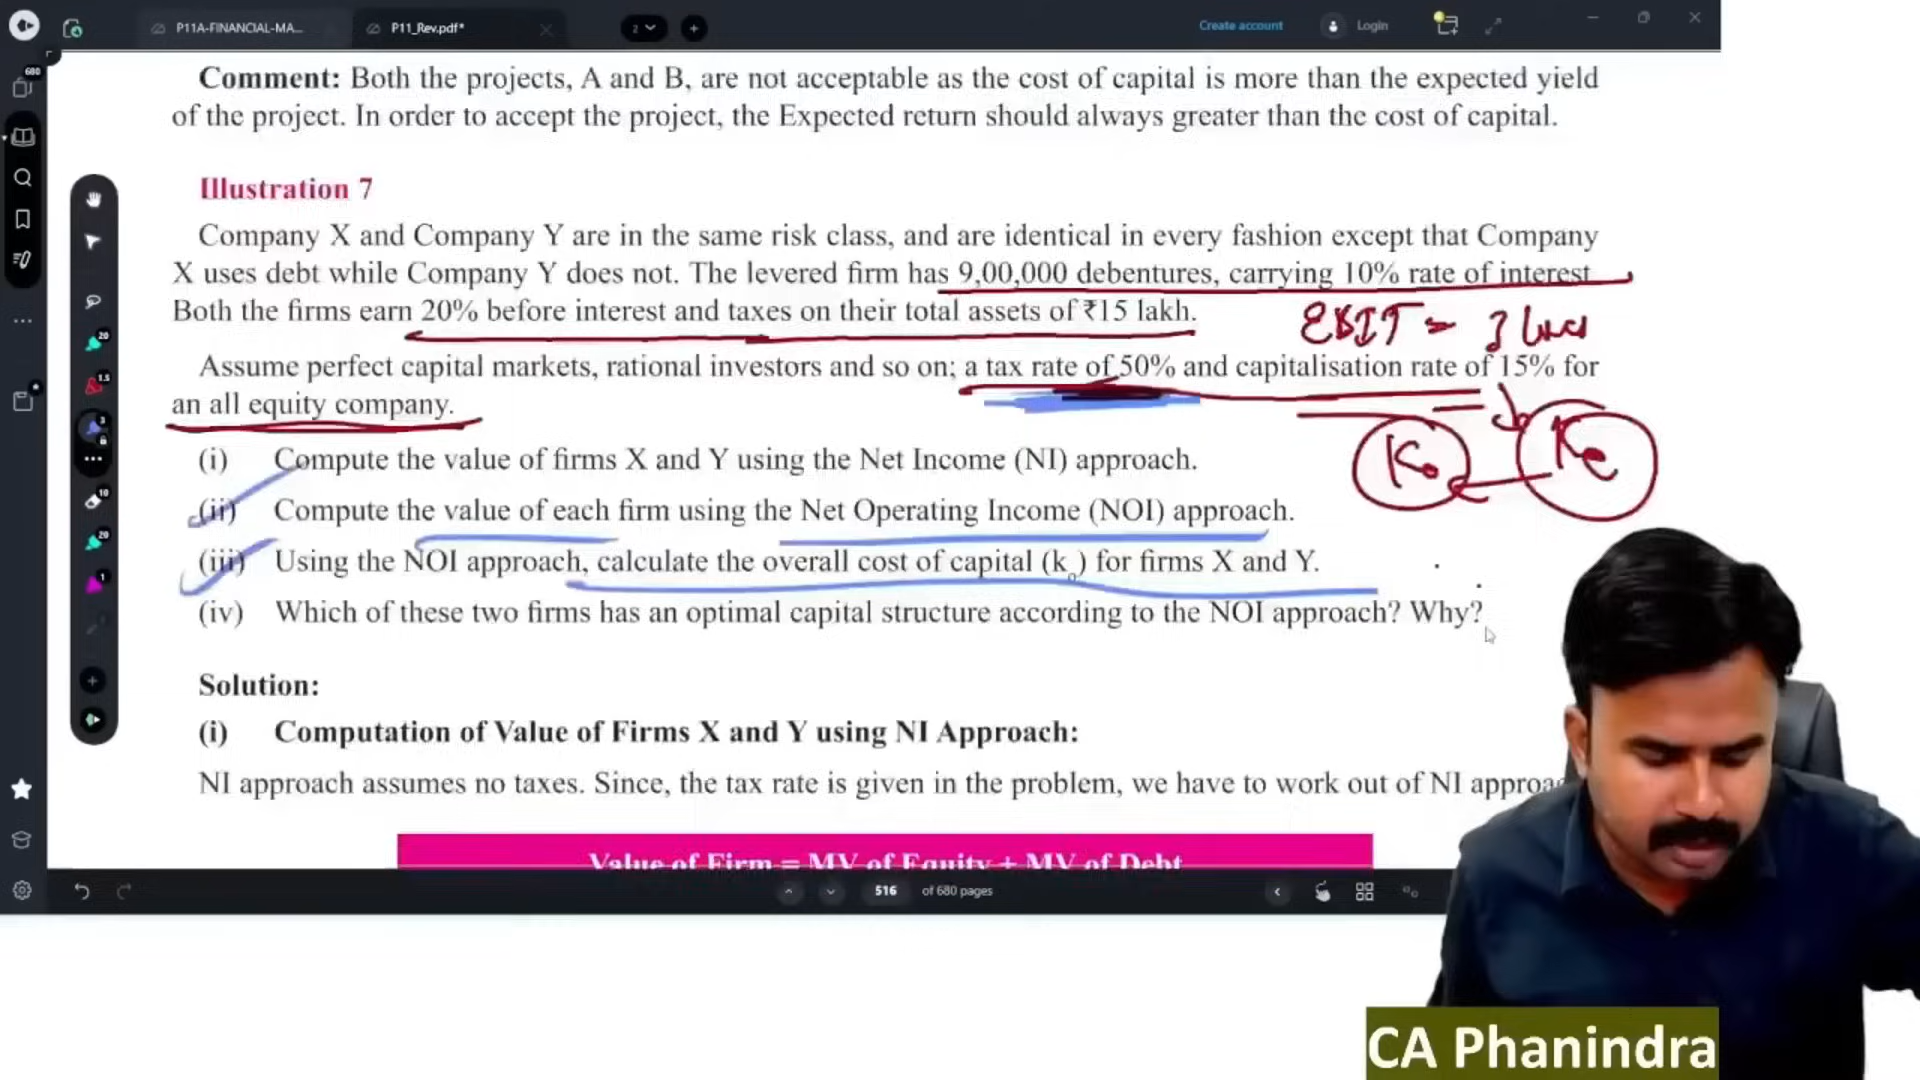 P11A-FINANCIAL-MA...
P11_Rev.pdf*
2
Create account
Login
680
Comment: Both the projects, A and B, are not acceptable as the cost of capital is more than the expected yield
of the project. In order to accept the project, the Expected return should always greater than the cost of capital.
Illustration 7
Company X and Company Y are in the same risk class, and are identical in every fashion except that Company
X uses debt while Company Y does not. The levered firm has 9,00,000 debentures, carrying 10% rate of interest
Both the firms earn 20% before interest and taxes on their total assets of ₹15 lakh.
EBIT = 3 lacs
Assume perfect capital markets, rational investors and so on; a tax rate of 50% and capitalisation rate of 15% for
an all equity company.
Ko
Ke
(i) Compute the value of firms X and Y using the Net Income (NI) approach.
(ii) Compute the value of each firm using the Net Operating Income (NOI) approach.
(iii) Using the NOI approach, calculate the overall cost of capital (ko) for firms X and Y.
(iv) Which of these two firms has an optimal capital structure according to the NOI approach? Why?
Solution:
(i) Computation of Value of Firms X and Y using NI Approach:
NI approach assumes no taxes. Since, the tax rate is given in the problem, we have to work out of NI approa
Value of Firm = MV of Equity + MV of Debt
20
1.5
3
10
20
1
516 of 680 pages
CA Phanindra